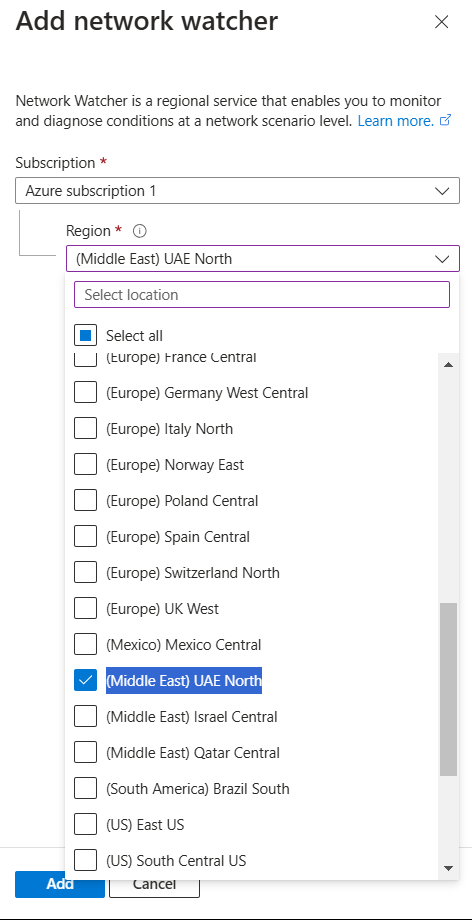 Add network watcher
Network Watcher is a regional service that enables you to monitor
and diagnose conditions at a network scenario level. Learn more.
Subscription *
Azure subscription 1
Region *
(Middle East) UAE North
Select location
Select all
(Europe) France Central
(Europe) Germany West Central
(Europe) Italy North
(Europe) Norway East
(Europe) Poland Central
(Europe) Spain Central
(Europe) Switzerland North
(Europe) UK West
(Mexico) Mexico Central
(Middle East) UAE North
(Middle East) Israel Central
(Middle East) Qatar Central
(South America) Brazil South
(US) East US
(US) South Central US
Add
Cancel